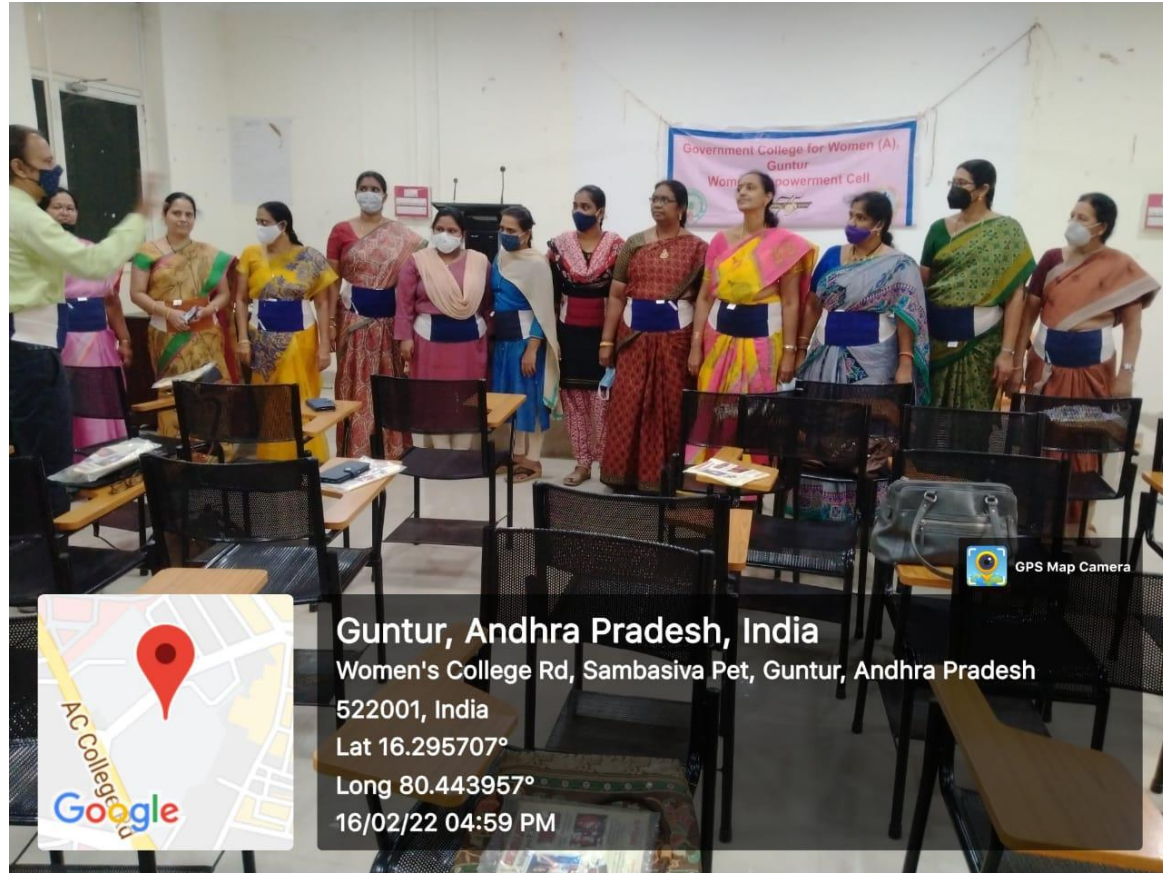 Government College for Women (A),
Guntur
Women Empowerment Cell
GPS Map Camera
Guntur, Andhra Pradesh, India
Women's College Rd, Sambasiva Pet, Guntur, Andhra Pradesh
522001, India
Lat 16.295707°
Long 80.443957°
16/02/22 04:59 PM
AC College Rd
Google